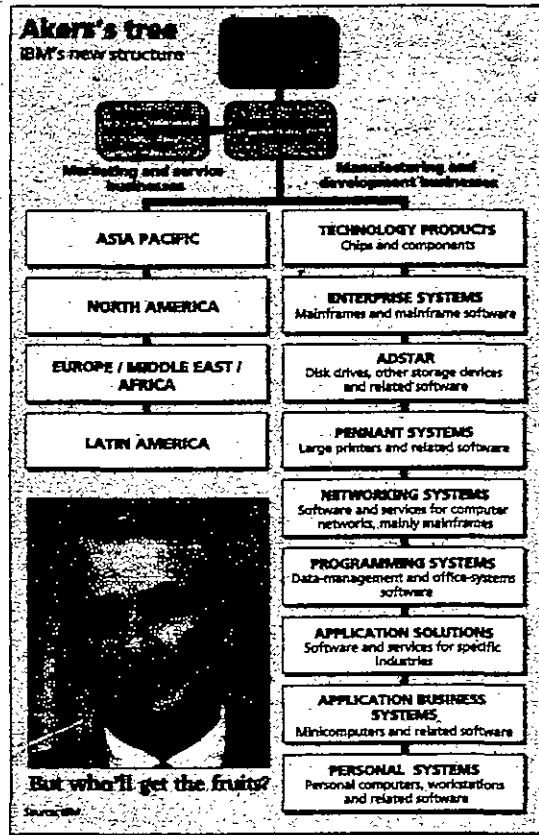 Akers's tree
IBM's new structure
Marketing and service
businesses
Manufacturing and
development businesses
ASIA PACIFIC
NORTH AMERICA
EUROPE / MIDDLE EAST /
AFRICA
LATIN AMERICA
TECHNOLOGY PRODUCTS
Chips and components
ENTERPRISE SYSTEMS
Mainframes and mainframe software
ADSTAR
Disk drives, other storage devices
and related software
PENNANT SYSTEMS
Large printers and related software
NETWORKING SYSTEMS
Software and services for computer
networks, mainly mainframes
PROGRAMMING SYSTEMS
Data-management and office-systems
software
APPLICATION SOLUTIONS
Software and services for specific
industries
APPLICATION BUSINESS
SYSTEMS
Minicomputers and related software
PERSONAL SYSTEMS
Personal computers, workstations
and related software
But who'll get the fruits?
Source: IBM